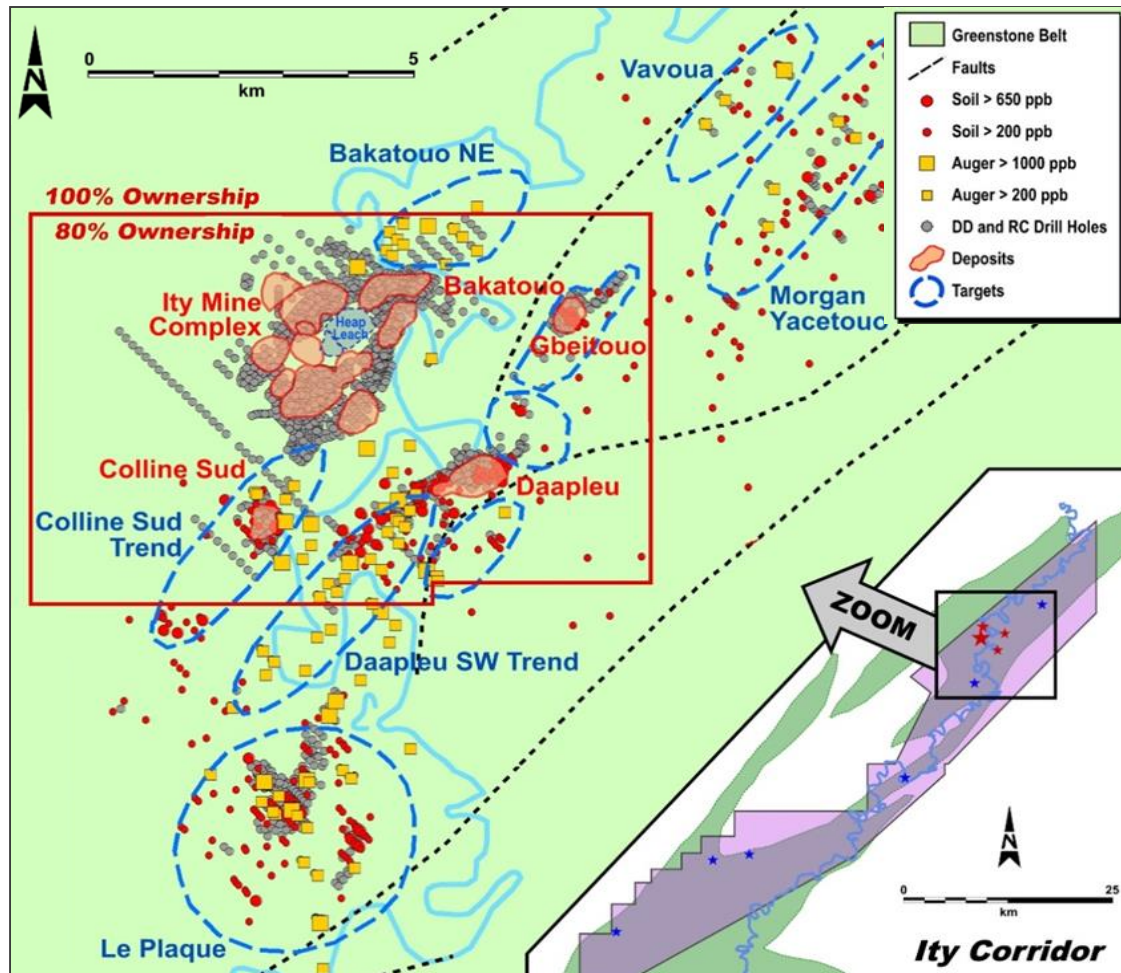 N
0
5
km
Vavoua
Bakatouo NE
100% Ownership
80% Ownership
Ity Mine
Complex
Bakatouo
Heap
Leach
Gbeitouo
Morgan
Yacetouc
Colline Sud
Daapleu
Colline Sud
Trend
Daapleu SW Trend
Le Plaque
Greenstone Belt
Faults
Soil > 650 ppb
Soil > 200 ppb
Auger > 1000 ppb
Auger > 200 ppb
DD and RC Drill Holes
Deposits
Targets
ZOOM
N
0
25
km
Ity Corridor